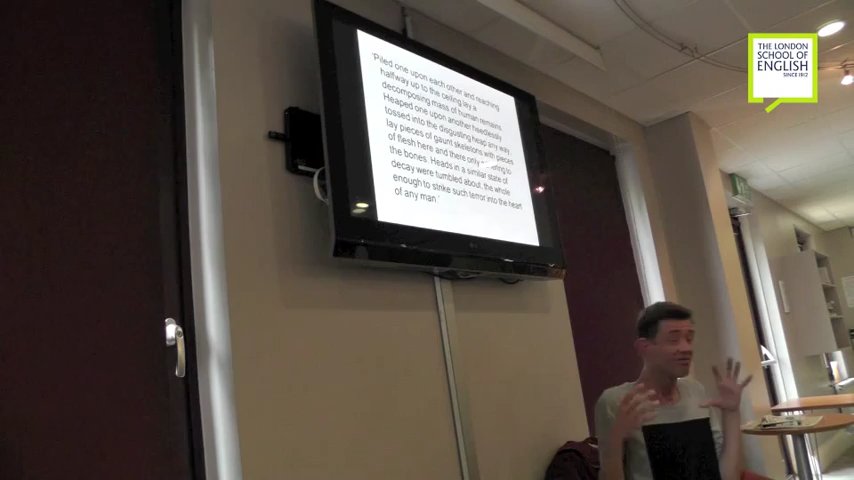 'Piled one upon each other and reaching
halfway up to the ceiling lay a
decomposing mass of human remains
Heaped one upon another heedlessly
tossed into the disgusting heap any way,
lay pieces of gaunt skeletons with pieces
of flesh here and there only to
the bones. Heads in a similar state of
decay were tumbled about, the whole
enough to strike such terror into the heart
of any man.'
THE LONDON
SCHOOL OF
ENGLISH
SINCE 1912
LG